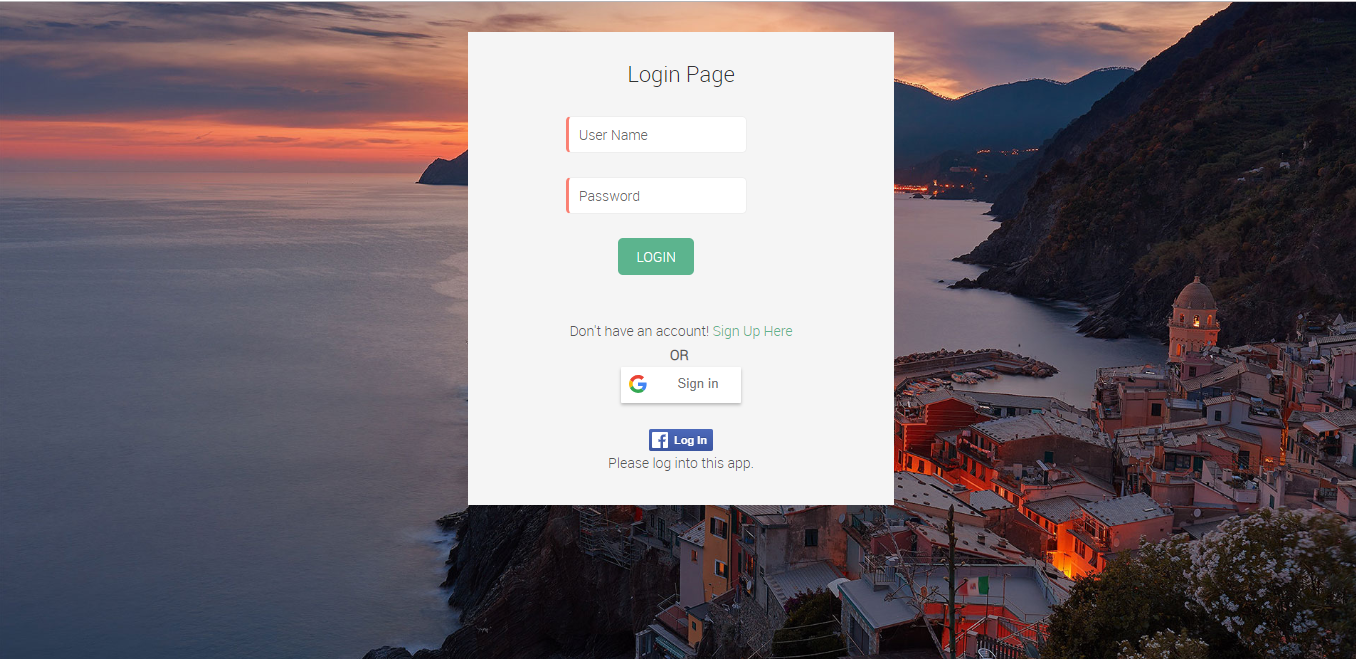 Login Page
User Name
Password
LOGIN
Don't have an account! Sign Up Here
OR
Sign in
Log In
Please log into this app.